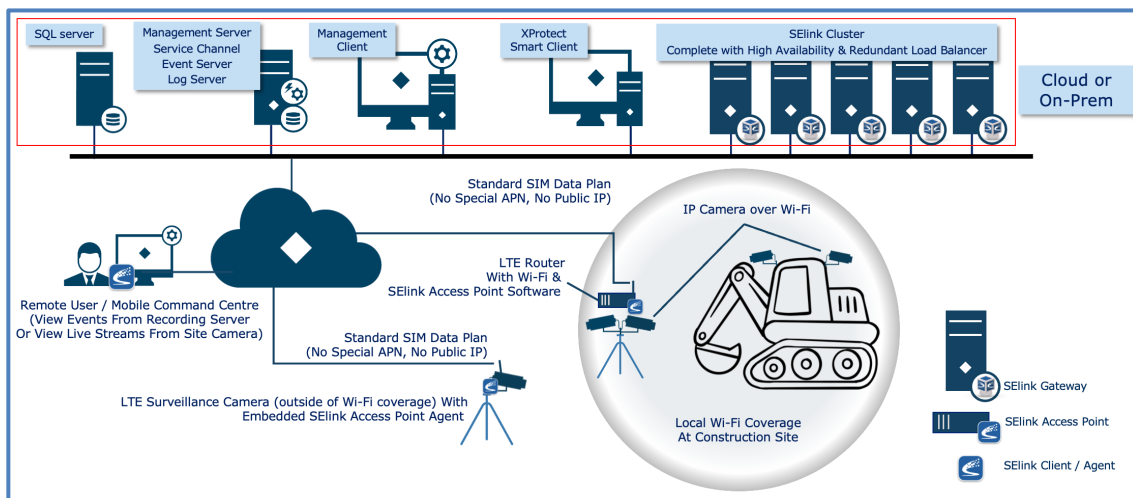 SQL server
Management Server
Service Channel
Event Server
Log Server
Management
Client
XProtect
Smart Client
SElink Cluster
Complete with High Availability & Redundant Load Balancer
Cloud or
On-Prem
Standard SIM Data Plan
(No Special APN, No Public IP)
IP Camera over Wi-Fi
LTE Router
With Wi-Fi &
SElink Access Point Software
Remote User / Mobile Command Centre
(View Events From Recording Server
Or View Live Streams From Site Camera)
Standard SIM Data Plan
(No Special APN, No Public IP)
LTE Surveillance Camera (outside of Wi-Fi coverage) With
Embedded SElink Access Point Agent
Local Wi-Fi Coverage
At Construction Site
SElink Gateway
SElink Access Point
SElink Client / Agent